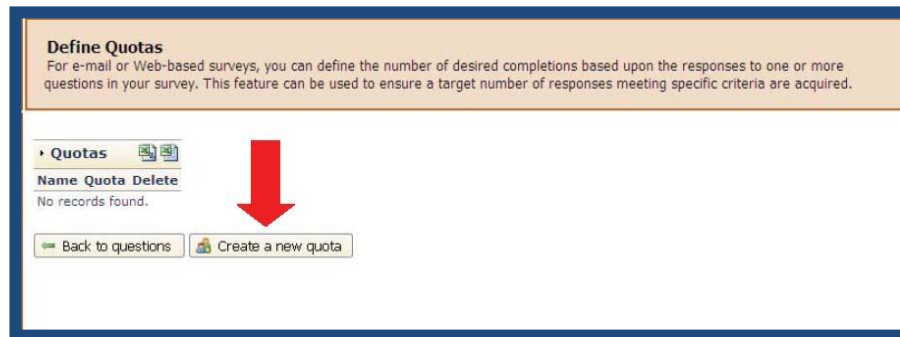 Define Quotas
For e-mail or Web-based surveys, you can define the number of desired completions based upon the responses to one or more
questions in your survey. This feature can be used to ensure a target number of responses meeting specific criteria are acquired.
Quotas
Name Quota Delete
No records found.
Back to questions Create a new quota